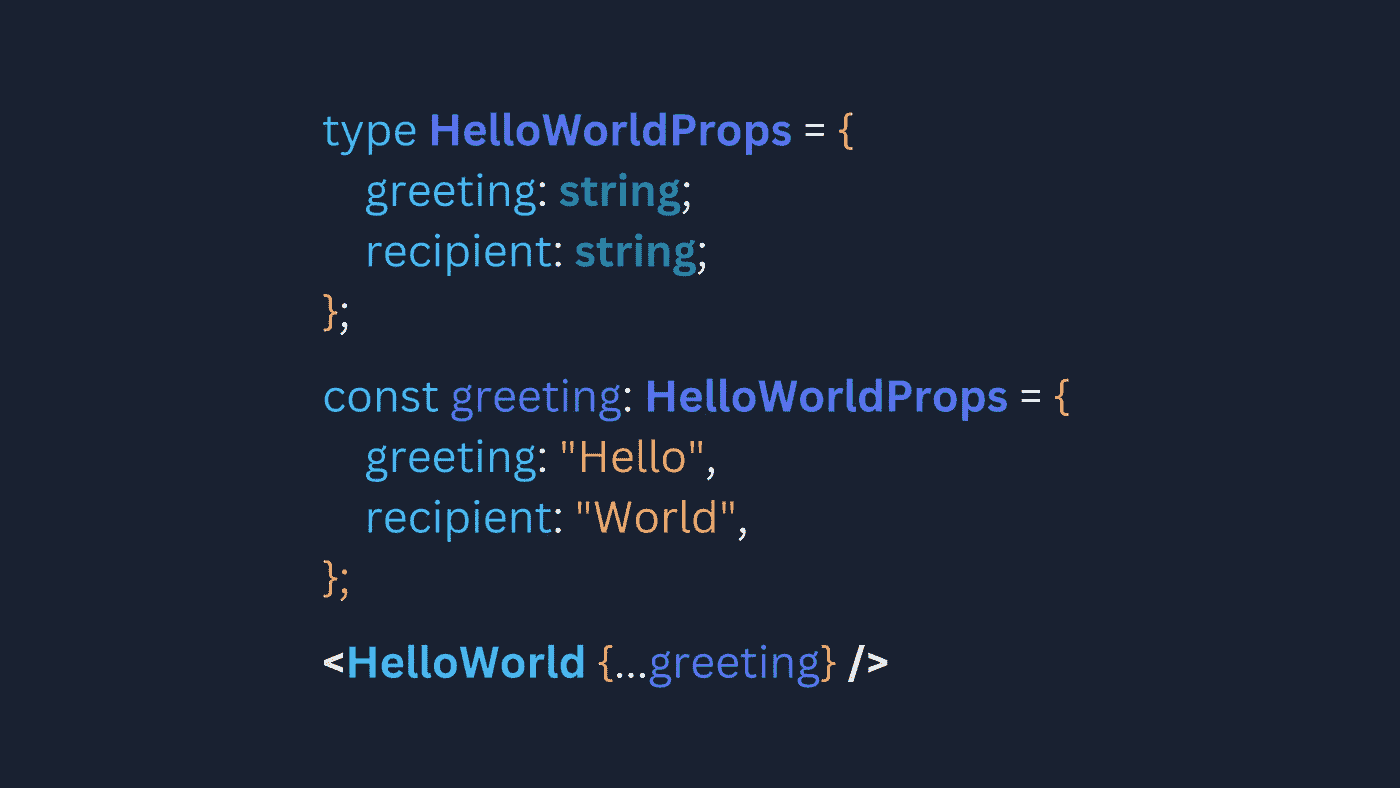 type HelloWorldProps = {
    greeting: string;
    recipient: string;
};
const greeting: HelloWorldProps = {
    greeting: "Hello",
    recipient: "World",
};
<HelloWorld {...greeting} />